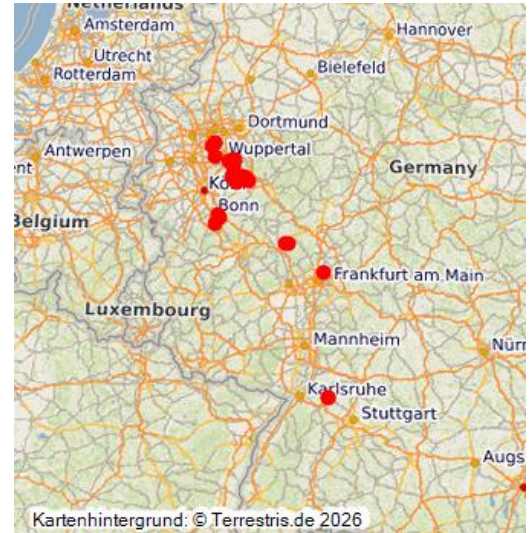 Netherlands
Amsterdam
Hannover
Utrecht
Bielefeld
Rotterdam
Dortmund
Antwerpen
Wuppertal
Germany
Bonn
Belgium
Frankfurt am Main
Luxembourg
Mannheim
Karlsruhe
Stuttgart
Kartenhintergrund: © Terrestris.de 2026